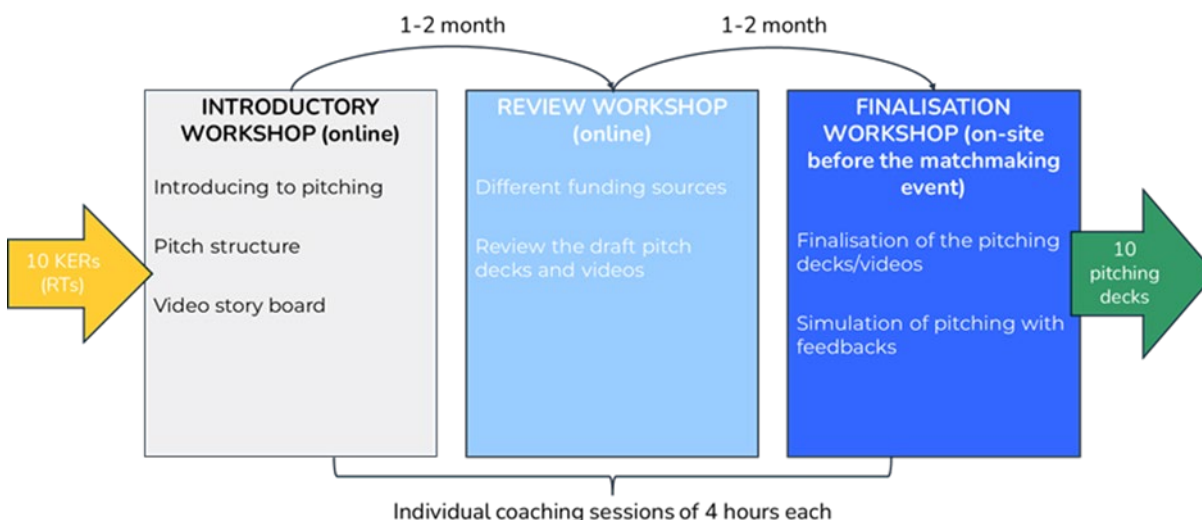 1-2 month
1-2 month
INTRODUCTORY
WORKSHOP (online)
Introducing to pitching
Pitch structure
Video story board
REVIEW WORKSHOP
(online)
Different funding sources
Review the draft pitch
decks and videos
FINALISATION
WORKSHOP (on-site
before the matchmaking
event)
Finalisation of the pitching
decks/videos
Simulation of pitching with
feedbacks
10 KERs
(RTs)
10
pitching
decks
Individual coaching sessions of 4 hours each